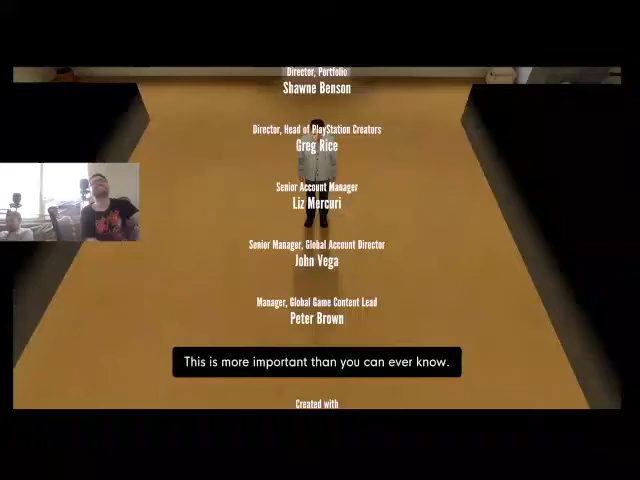 Director, Portfolio
Shawne Benson
Director, Head of PlayStation Creators
Greg Rice
Senior Account Manager
Liz Mercuri
Senior Manager, Global Account Director
John Vega
Manager, Global Game Content Lead
Peter Brown
This is more important than you can ever know.
Created with